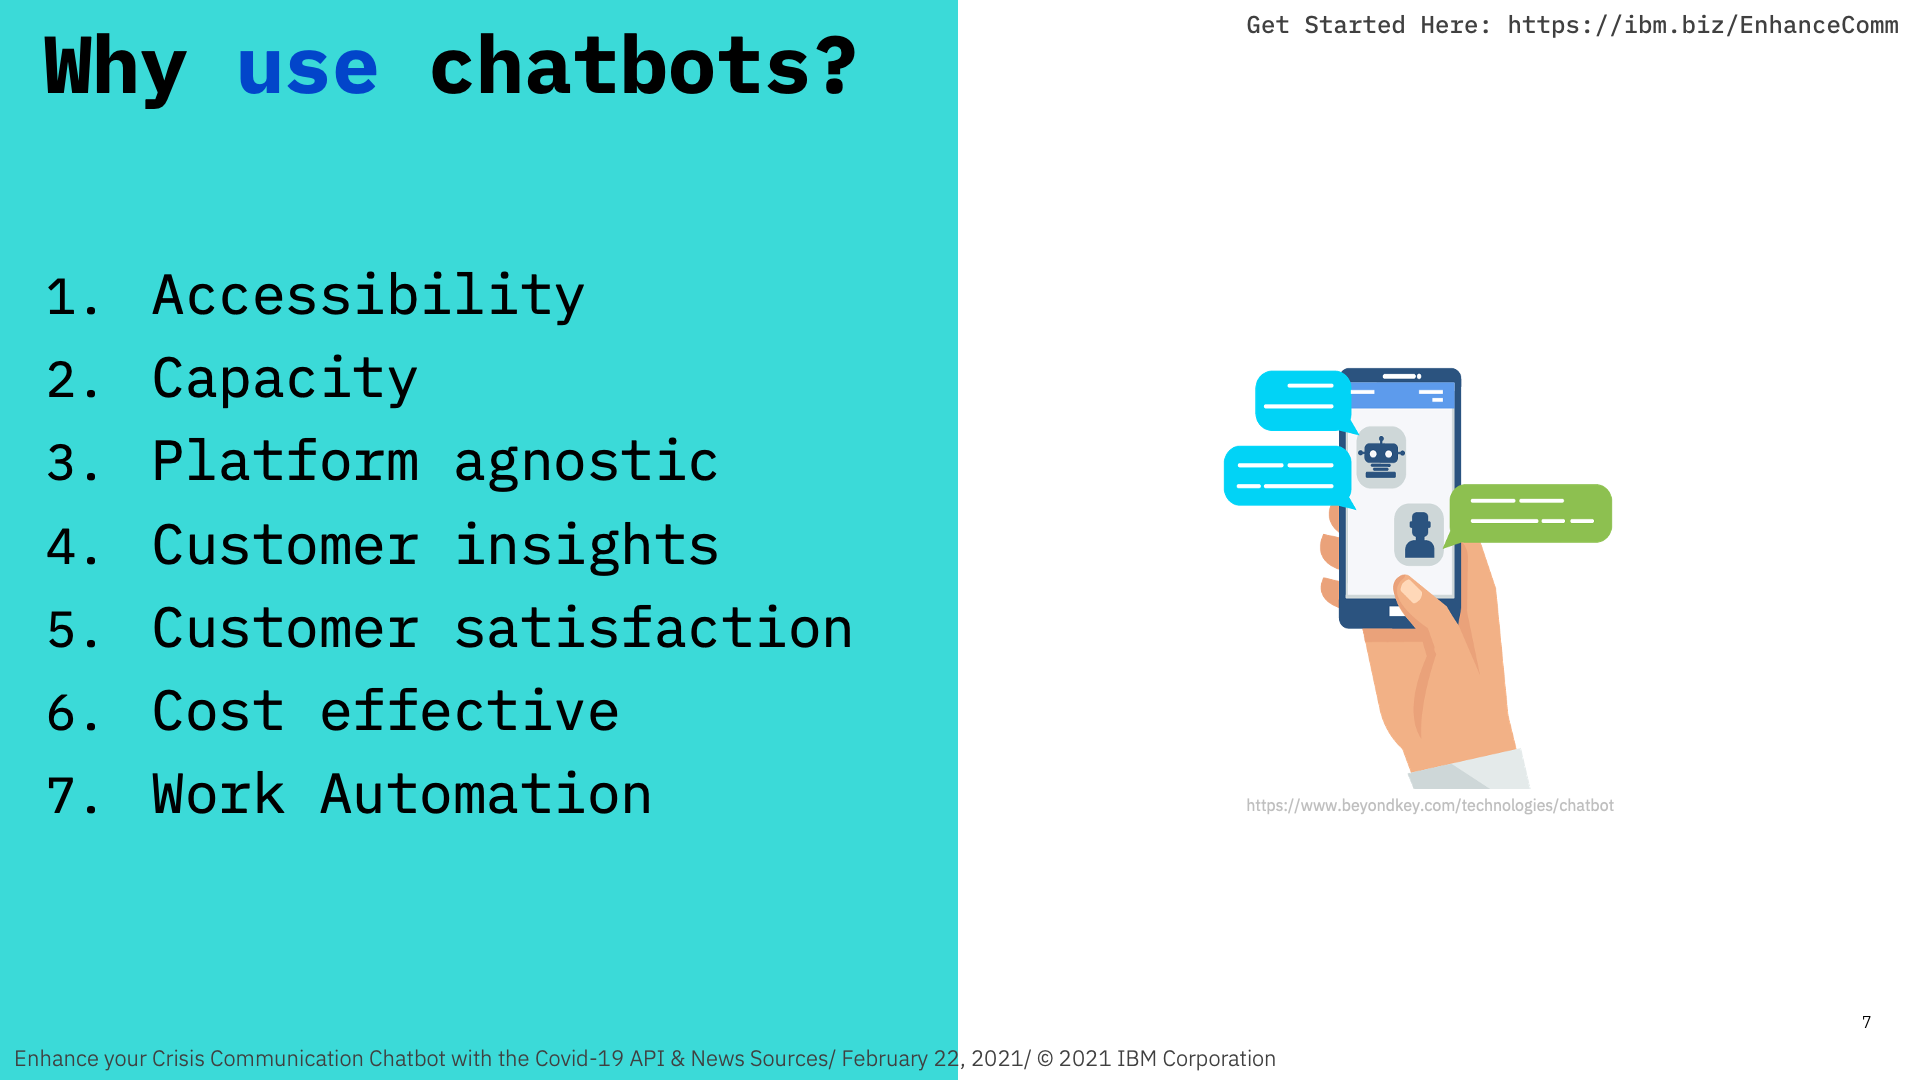 Get Started Here: https://ibm.biz/EnhanceComm
Why use chatbots?
1. Accessibility
2. Capacity
3. Platform agnostic
4. Customer insights
5. Customer satisfaction
6. Cost effective
7. Work Automation
https://www.beyondkey.com/technologies/chatbot
7
Enhance your Crisis Communication Chatbot with the Covid-19 API & News Sources/ February 22, 2021/ © 2021 IBM Corporation